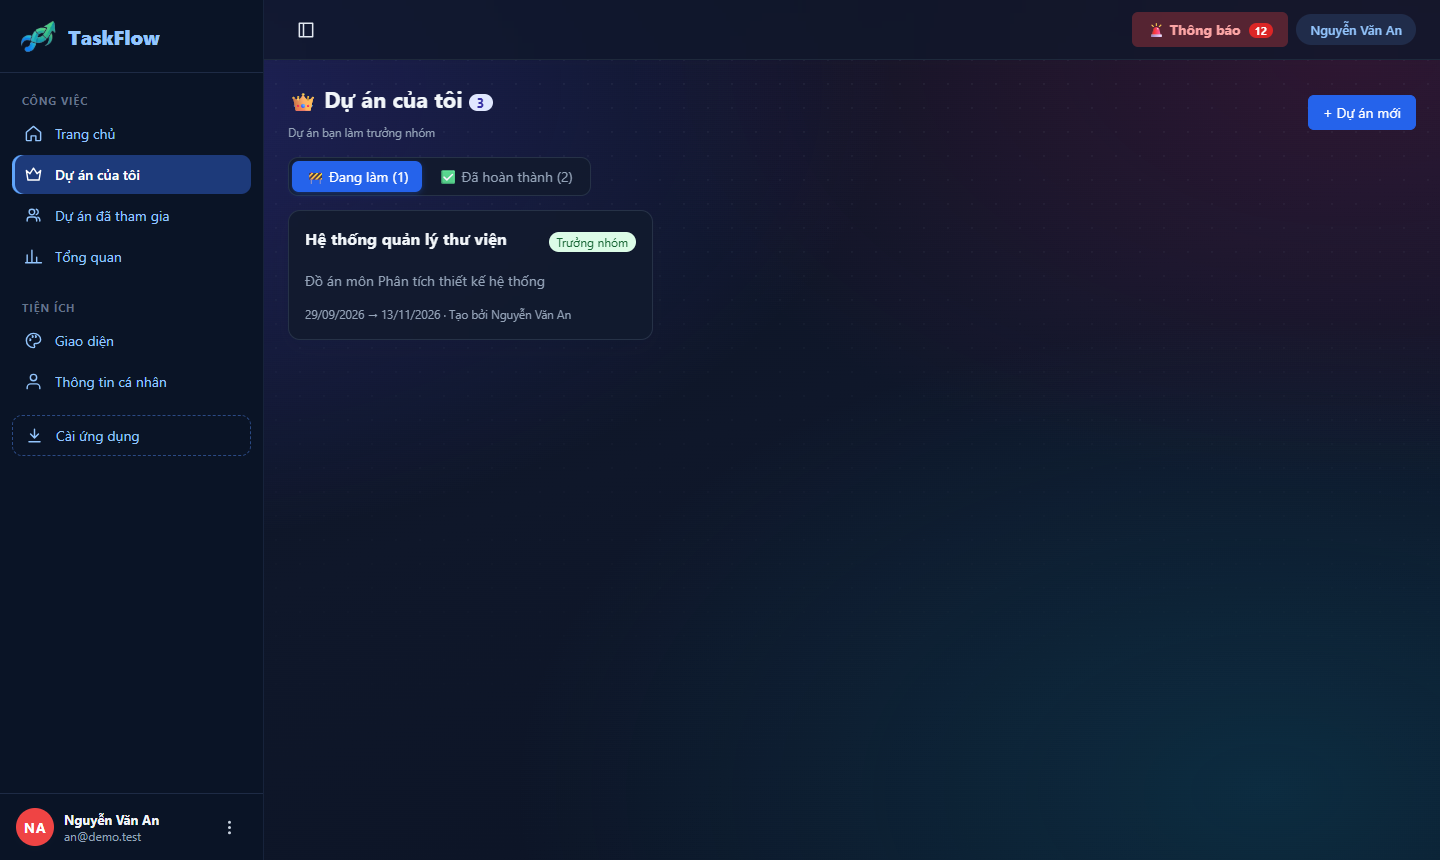 TaskFlow
CÔNG VIỆC
Trang chủ
Dự án của tôi
Dự án đã tham gia
Tổng quan
TIỆN ÍCH
Giao diện
Thông tin cá nhân
Cài ứng dụng
NA
Nguyễn Văn An
an@demo.test
Thông báo 12
Nguyễn Văn An
Dự án của tôi 3
Dự án bạn làm trưởng nhóm
+ Dự án mới
Đang làm (1)
Đã hoàn thành (2)
Hệ thống quản lý thư viện
Trưởng nhóm
Đồ án môn Phân tích thiết kế hệ thống
29/09/2026 → 13/11/2026 · Tạo bởi Nguyễn Văn An